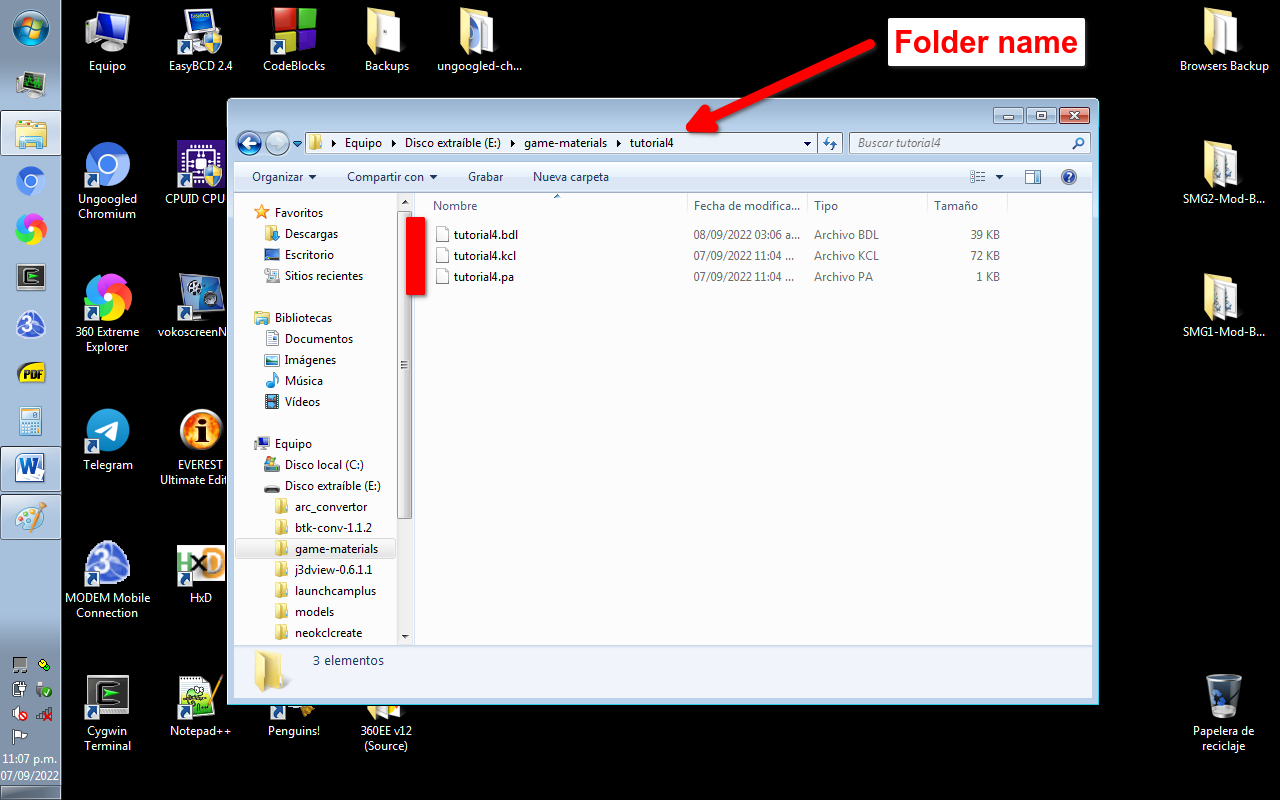 Folder name
Equipo
EasyBCD 2.4
CodeBlocks
Backups
ungoogled-ch...
Browsers Backup
Equipo
Disco extraíble (E:)
game-materials
tutorial4
Buscar tutorial4
Organizar
Compartir con
Grabar
Nueva carpeta
Nombre
Fecha de modifica...
Tipo
Tamaño
tutorial4.bdl
08/09/2022 03:06 a...
Archivo BDL
39 KB
tutorial4.kcl
07/09/2022 11:04 ...
Archivo KCL
72 KB
tutorial4.pa
07/09/2022 11:04 ...
Archivo PA
1 KB
Favoritos
Descargas
Escritorio
Sitios recientes
Bibliotecas
Documentos
Imágenes
Música
Vídeos
Equipo
Disco local (C:)
Disco extraíble (E:)
arc_convertor
btk-conv-1.1.2
game-materials
j3dview-0.6.1.1
launchcamplus
models
neokclcreate
3 elementos
Ungoogled
Chromium
CPUID CPU
SMG2-Mod-B...
360 Extreme
Explorer
vokoscreenN
SMG1-Mod-B...
PDF
Telegram
EVEREST
Ultimate Edit
MODEM Mobile
Connection
HxD
HxD
Cygwin
Terminal
Notepad++
Penguins!
360EE v12
(Source)
Papelera de
reciclaje
11:07 p.m.
07/09/2022